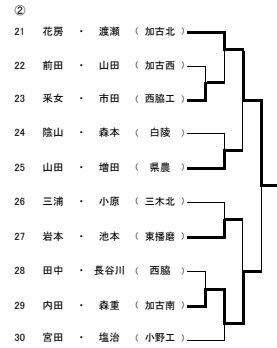 ②
21 花房 ・ 渡瀬 ( 加古北 )
22 前田 ・ 山田 ( 加古西 )
23 采女 ・ 市田 ( 西脇工 )
24 陰山 ・ 森本 ( 白陵 )
25 山田 ・ 増田 ( 県農 )
26 三浦 ・ 小原 ( 三木北 )
27 岩本 ・ 池本 ( 東播磨 )
28 田中 ・ 長谷川 ( 西脇 )
29 内田 ・ 森重 ( 加古南 )
30 宮田 ・ 塩治 ( 小野工 )